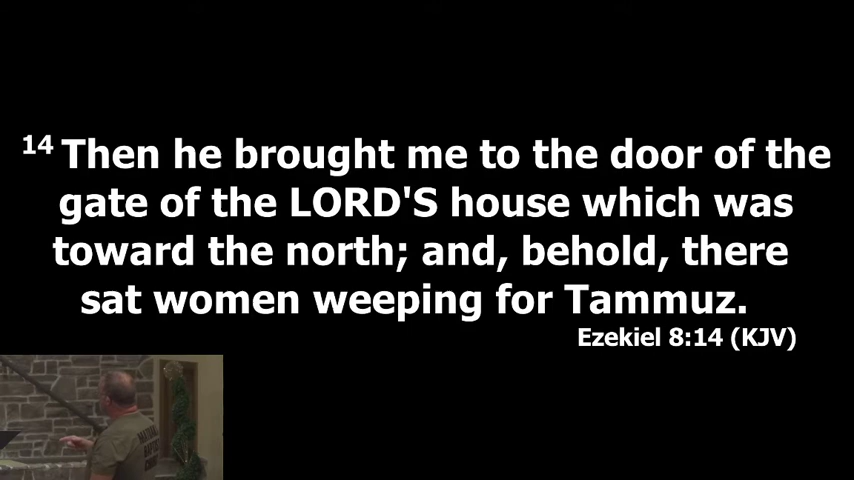 14 Then he brought me to the door of the
gate of the LORD'S house which was
toward the north; and, behold, there
sat women weeping for Tammuz.
Ezekiel 8:14 (KJV)
BAPTIST